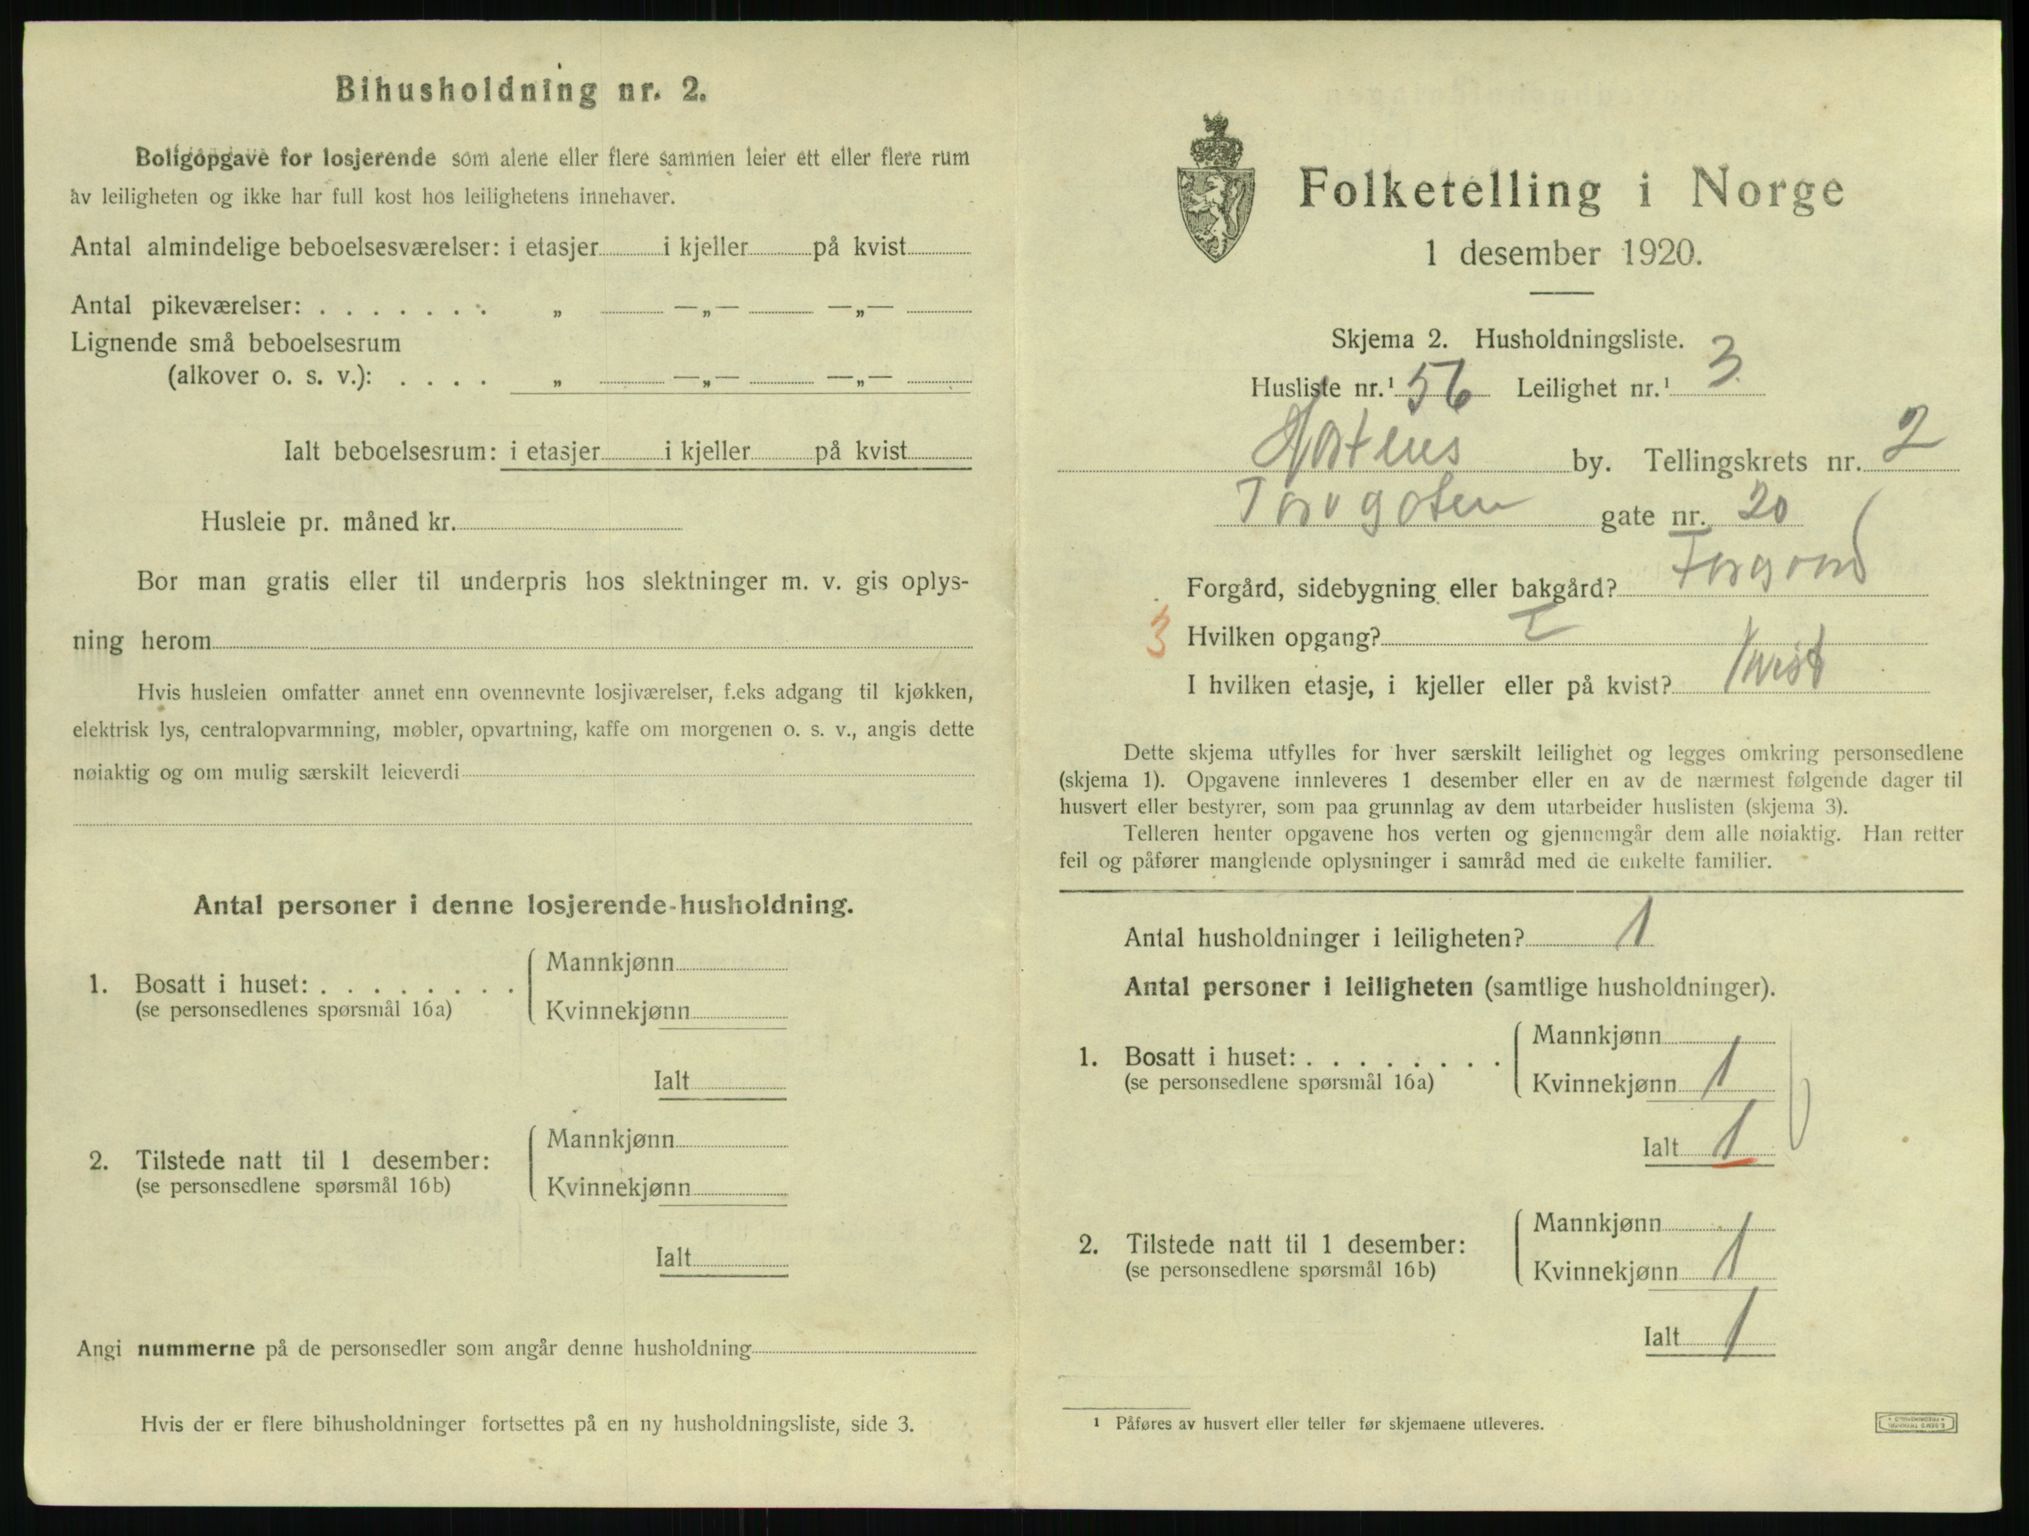 Bihusholdning nr. 2.
Boligopgave for losjerende som alene eller flere sammen leier ett eller flere rum
av leiligheten og ikke har full kost hos leilighetens innehaver.
Antal almindelige beboelsesværelser: i etasjer i kjeller på kvist
Antal pikeværelser: . . . . . . . „ —„— —„—
Lignende små beboelsesrum
(alkover o. s. v.): . . . . „ —„— —„—
Ialt beboelsesrum: i etasjer i kjeller på kvist
Husleie pr. måned kr.
Bor man gratis eller til underpris hos slektninger m. v. gis oplys-
ning herom
Hvis husleien omfatter annet enn ovennevnte losjiværelser, f.eks adgang til kjøkken,
elektrisk lys, centralopvarmning, møbler, opvartning, kaffe om morgenen o. s. v., angis dette
nøiaktig og om mulig særskilt leieverdi
Antal personer i denne losjerende-husholdning.
1. Bosatt i huset: . . . . . . . . Mannkjønn
(se personsedlenes spørsmål 16a) Kvinnekjønn
Ialt
2. Tilstede natt til 1 desember: Mannkjønn
(se personsedlene spørsmål 16b) Kvinnekjønn
Ialt
Angi nummerne på de personsedler som angår denne husholdning
Hvis der er flere bihusholdninger fortsettes på en ny husholdningsliste, side 3.
Folketelling i Norge
1 desember 1920.
Skjema 2. Husholdningsliste.
Husliste nr.¹ 56 Leilighet nr.¹ 3
Hortens by. Tellingskrets nr. 2
Torvgaten gate nr. 20
Forgård, sidebygning eller bakgård? Forgaard
3 Hvilken opgang? I
I hvilken etasje, i kjeller eller på kvist? Kvist
Dette skjema utfylles for hver særskilt leilighet og legges omkring personsedlene
(skjema 1). Opgavene innleveres 1 desember eller en av de nærmest følgende dager til
husvert eller bestyrer, som paa grunnlag av dem utarbeider huslisten (skjema 3).
Telleren henter opgavene hos verten og gjennemgår dem alle nøiaktig. Han retter
feil og påfører manglende oplysninger i samråd med de enkelte familier.
Antal husholdninger i leiligheten? 1
Antal personer i leiligheten (samtlige husholdninger).
1. Bosatt i huset: . . . . . . . . Mannkjønn
(se personsedlene spørsmål 16a) Kvinnekjønn 1
Ialt 1
2. Tilstede natt til 1 desember: Mannkjønn
(se personsedlene spørsmål 16b) Kvinnekjønn 1
Ialt 1
¹ Påføres av husvert eller teller før skjemaene utleveres.